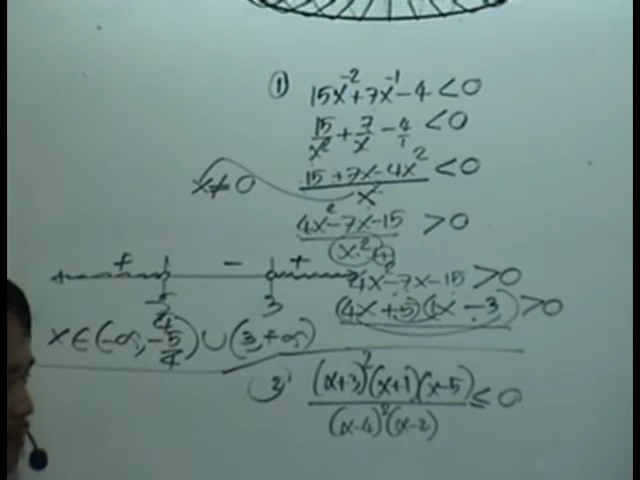 ① 15x⁻²+7x⁻¹-4<0
15/x² + 7/x - 4/1 <0
(15+7x-4x²)/x² <0
x≠0
(4x²-7x-15)/x² >0
+ - +
4x²-7x-15>0
-5/4 3
(4x+5)(1x-3)>0
x∈(-∞,-5/4)∪(3,+∞)
2) ((x+3)²(x+1)(x-5))/((x-4)²(x-2)) ≤0